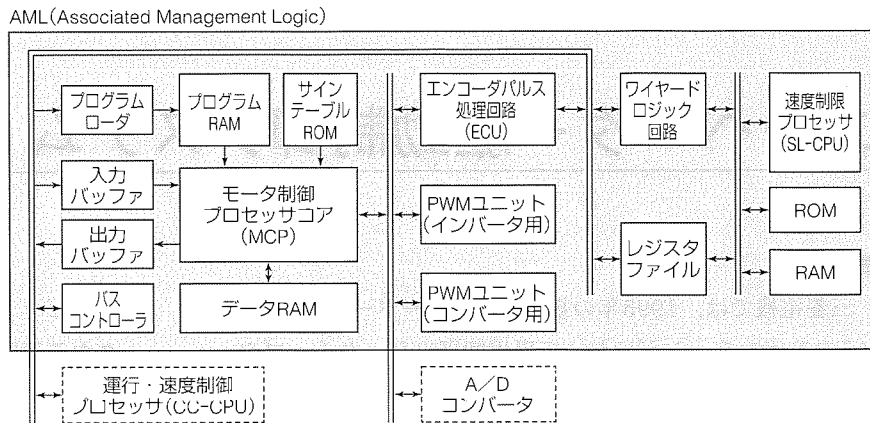 AML(Associated Management Logic)
プログラム
ローダ
プログラム
RAM
サイン
テーブル
ROM
エンコーダパルス
処理回路
(ECU)
ワイヤード
ロジック
回路
速度制限
プロセッサ
(SL-CPU)
入力
バッファ
モータ制御
プロセッサコア
(MCP)
PWMユニット
(インバータ用)
ROM
出力
バッファ
レジスタ
ファイル
RAM
バス
コントローラ
データRAM
PWMユニット
(コンバータ用)
運行・速度制御
プロセッサ(CC-CPU)
A/D
コンバータ